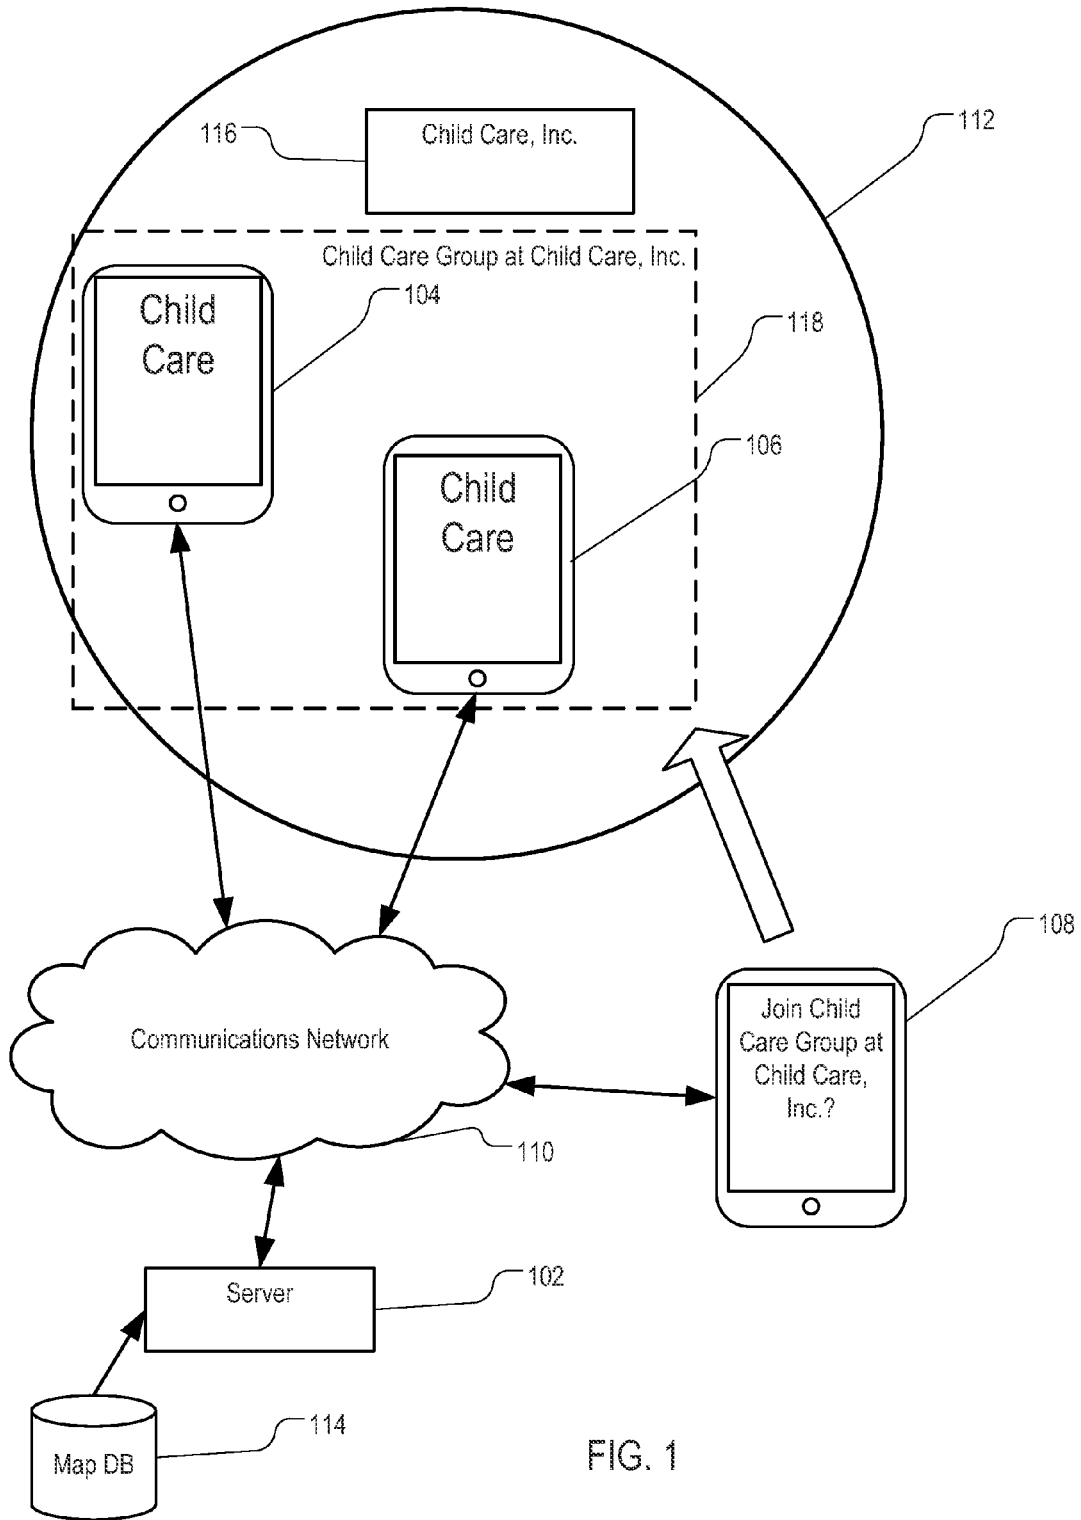 116
Child Care, Inc.
112
Child Care Group at Child Care, Inc.
104
Child
Care
118
106
Child
Care
108
Join Child
Care Group at
Child Care,
Inc.?
Communications Network
110
102
Server
114
Map DB
FIG. 1